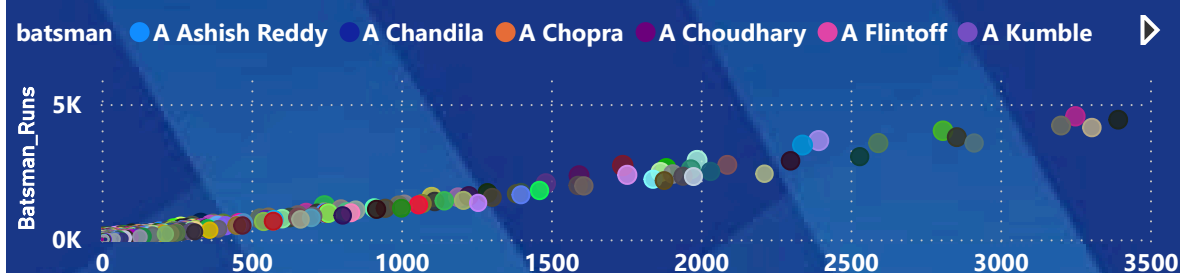 batsman A Ashish Reddy A Chandila A Chopra A Choudhary A Flintoff A Kumble
Batsman_Runs
5K
0K
0 500 1000 1500 2000 2500 3000 3500